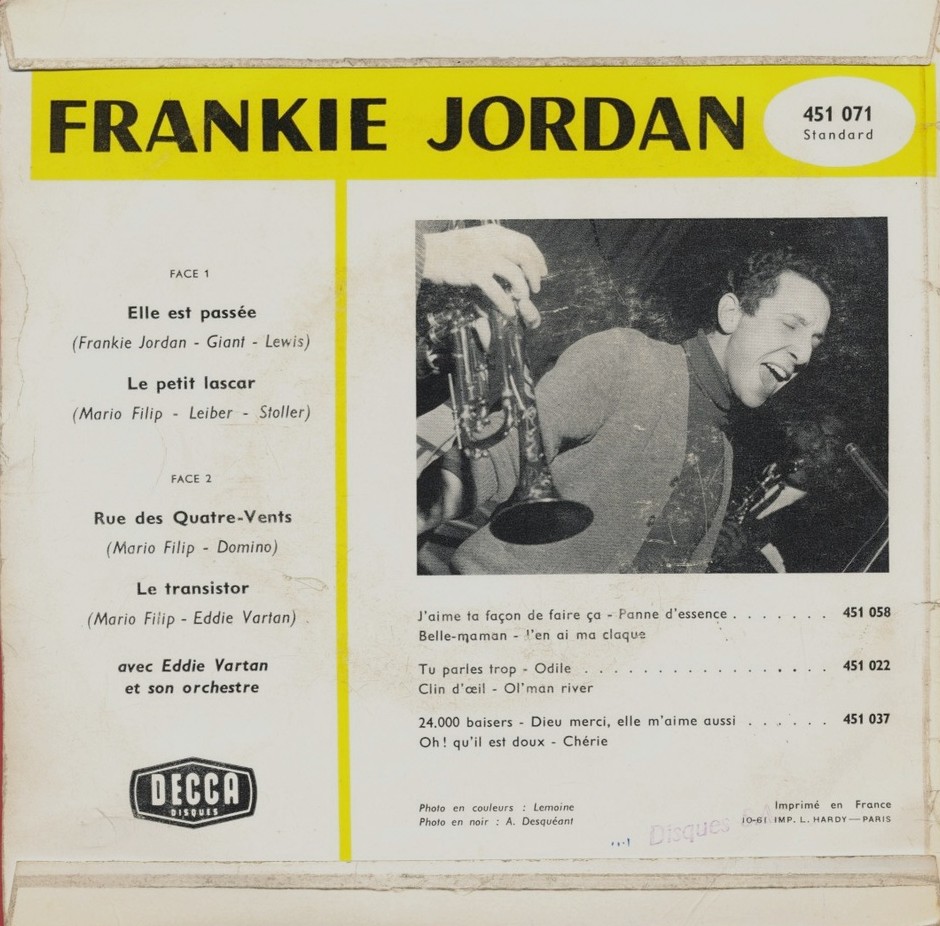 FRANKIE JORDAN
451 071
Standard
FACE 1
Elle est passée
(Frankie Jordan - Giant - Lewis)
Le petit lascar
(Mario Filip - Leiber - Stoller)
FACE 2
Rue des Quatre-Vents
(Mario Filip - Domino)
Le transistor
(Mario Filip - Eddie Vartan)
avec Eddie Vartan
et son orchestre
DECCA
DISQUES
J'aime ta façon de faire ça - Panne d'essence . . . . . . . 451 058
Belle-maman - J'en ai ma claque
Tu parles trop - Odile . . . . . . . . . . . . . . . . . 451 022
Clin d'œil - Ol'man river
24.000 baisers - Dieu merci, elle m'aime aussi . . . . . . 451 037
Oh! qu'il est doux - Chérie
Photo en couleurs : Lemoine
Photo en noir : A. Desquéant
Imprimé en France
10-61 IMP. L. HARDY — PARIS
Disques